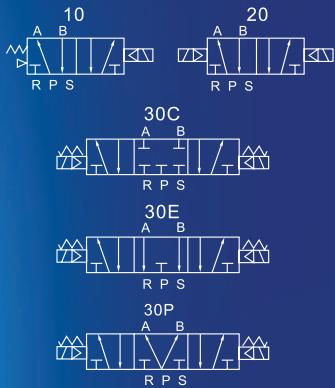 10 20
A B A B
R P S R P S
30C
A B
R P S
30E
A B
R P S
30P
A B
R P S